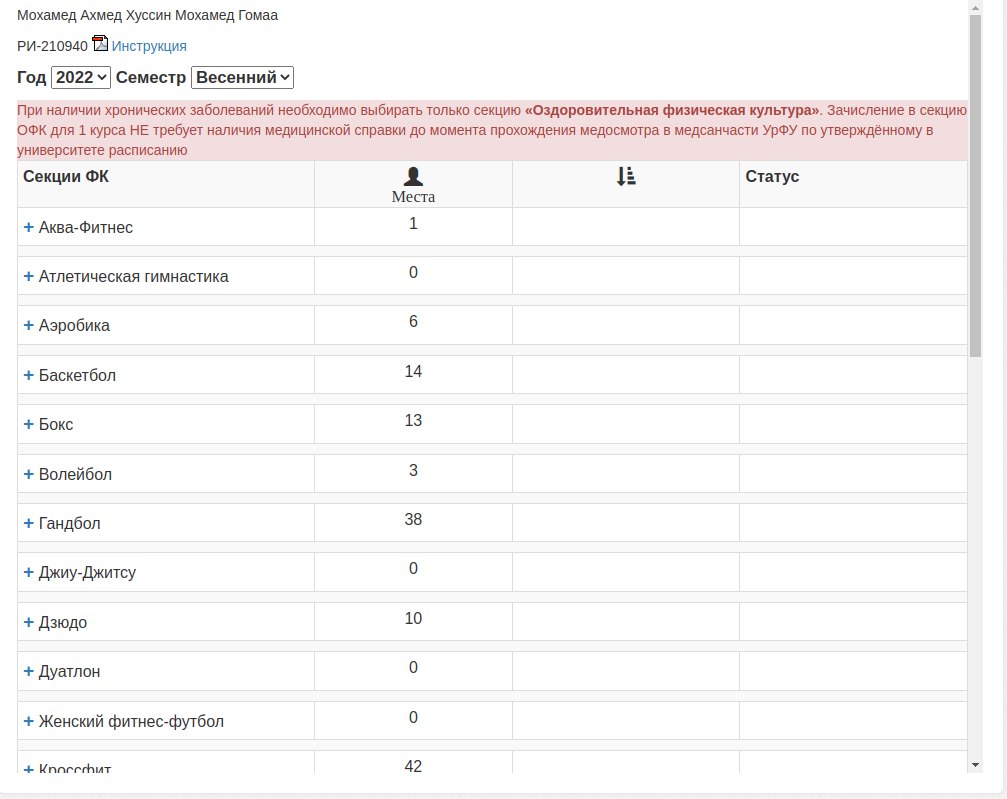 Мохамед Ахмед Хуссин Мохамед Гомаа
РИ-210940 Инструкция
Год 2022 Семестр Весенний
При наличии хронических заболеваний необходимо выбирать только секцию «Оздоровительная физическая культура». Зачисление в секцию
ОФК для 1 курса НЕ требует наличия медицинской справки до момента прохождения медосмотра в медсанчасти УрФУ по утверждённому в
университете расписанию
Секции ФК Места Статус
+ Аква-Фитнес 1
+ Атлетическая гимнастика 0
+ Аэробика 6
+ Баскетбол 14
+ Бокс 13
+ Волейбол 3
+ Гандбол 38
+ Джиу-Джитсу 0
+ Дзюдо 10
+ Дуатлон 0
+ Женский фитнес-футбол 0
+ Кроссфит 42